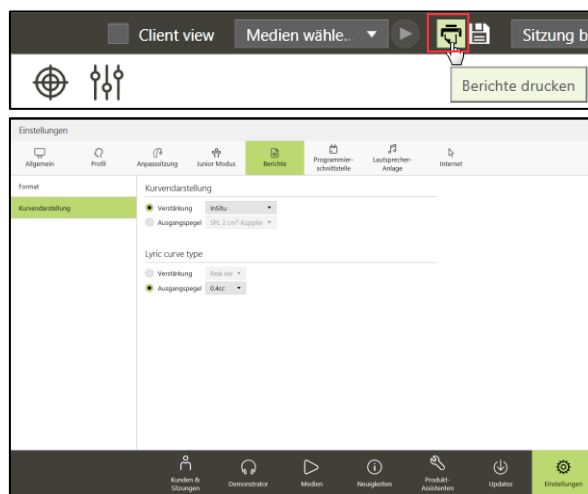 Client view
Medien wähle...
Sitzung b
Berichte drucken
Einstellungen
Allgemein
Profil
Anpasssitzung
Junior Modus
Berichte
Programmier-
schnittstelle
Lautsprecher-
Anlage
Internet
Format
Kurvendarstellung
Kurvendarstellung
Verstärkung InSitu
Ausgangspegel SPL 2 cm³-Kuppler
Lyric curve type
Verstärkung Real ear
Ausgangspegel 0.4cc
Kunden &
Sitzungen
Demonstrator
Medien
Neuigkeiten
Produkt-
Assistenten
Updates
Einstellungen